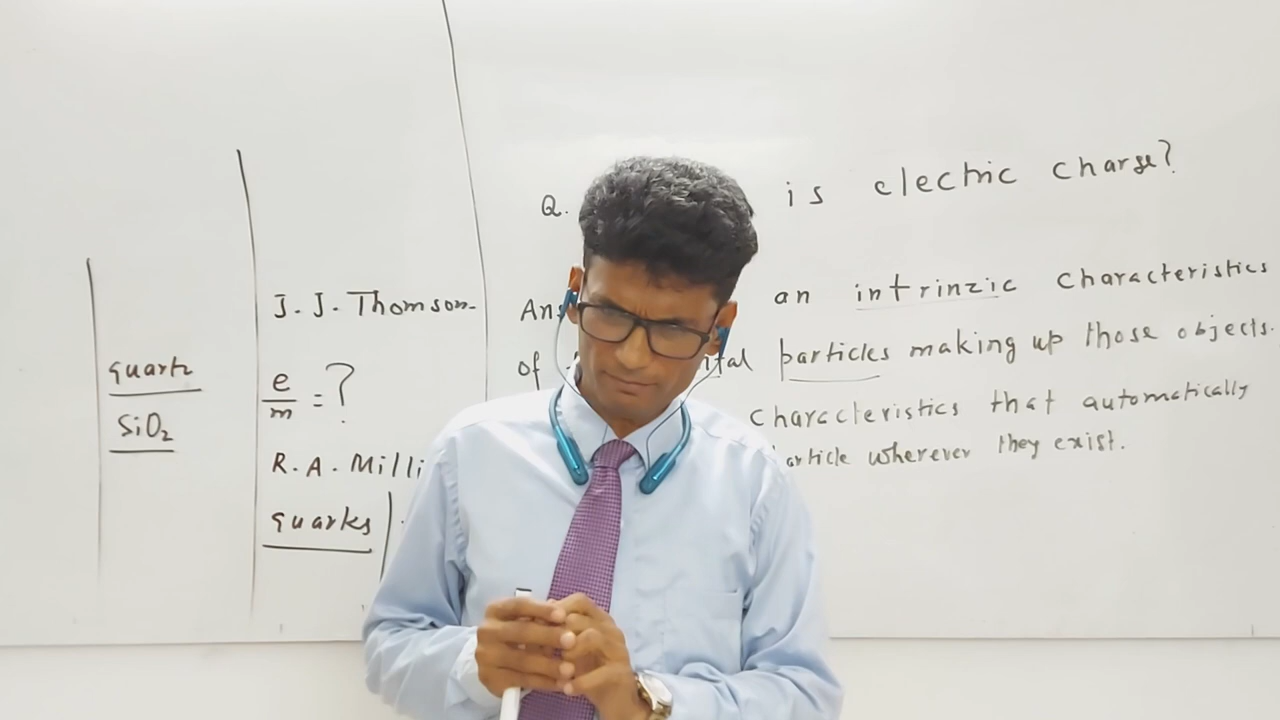 quartz
SiO₂
J. J. Thomson
e/m = ?
R. A. Milli
quarks
Q. is electric charge?
Ans an intrinzic characteristics
of particles making up those objects.
characteristics that automatically
article wherever they exist.